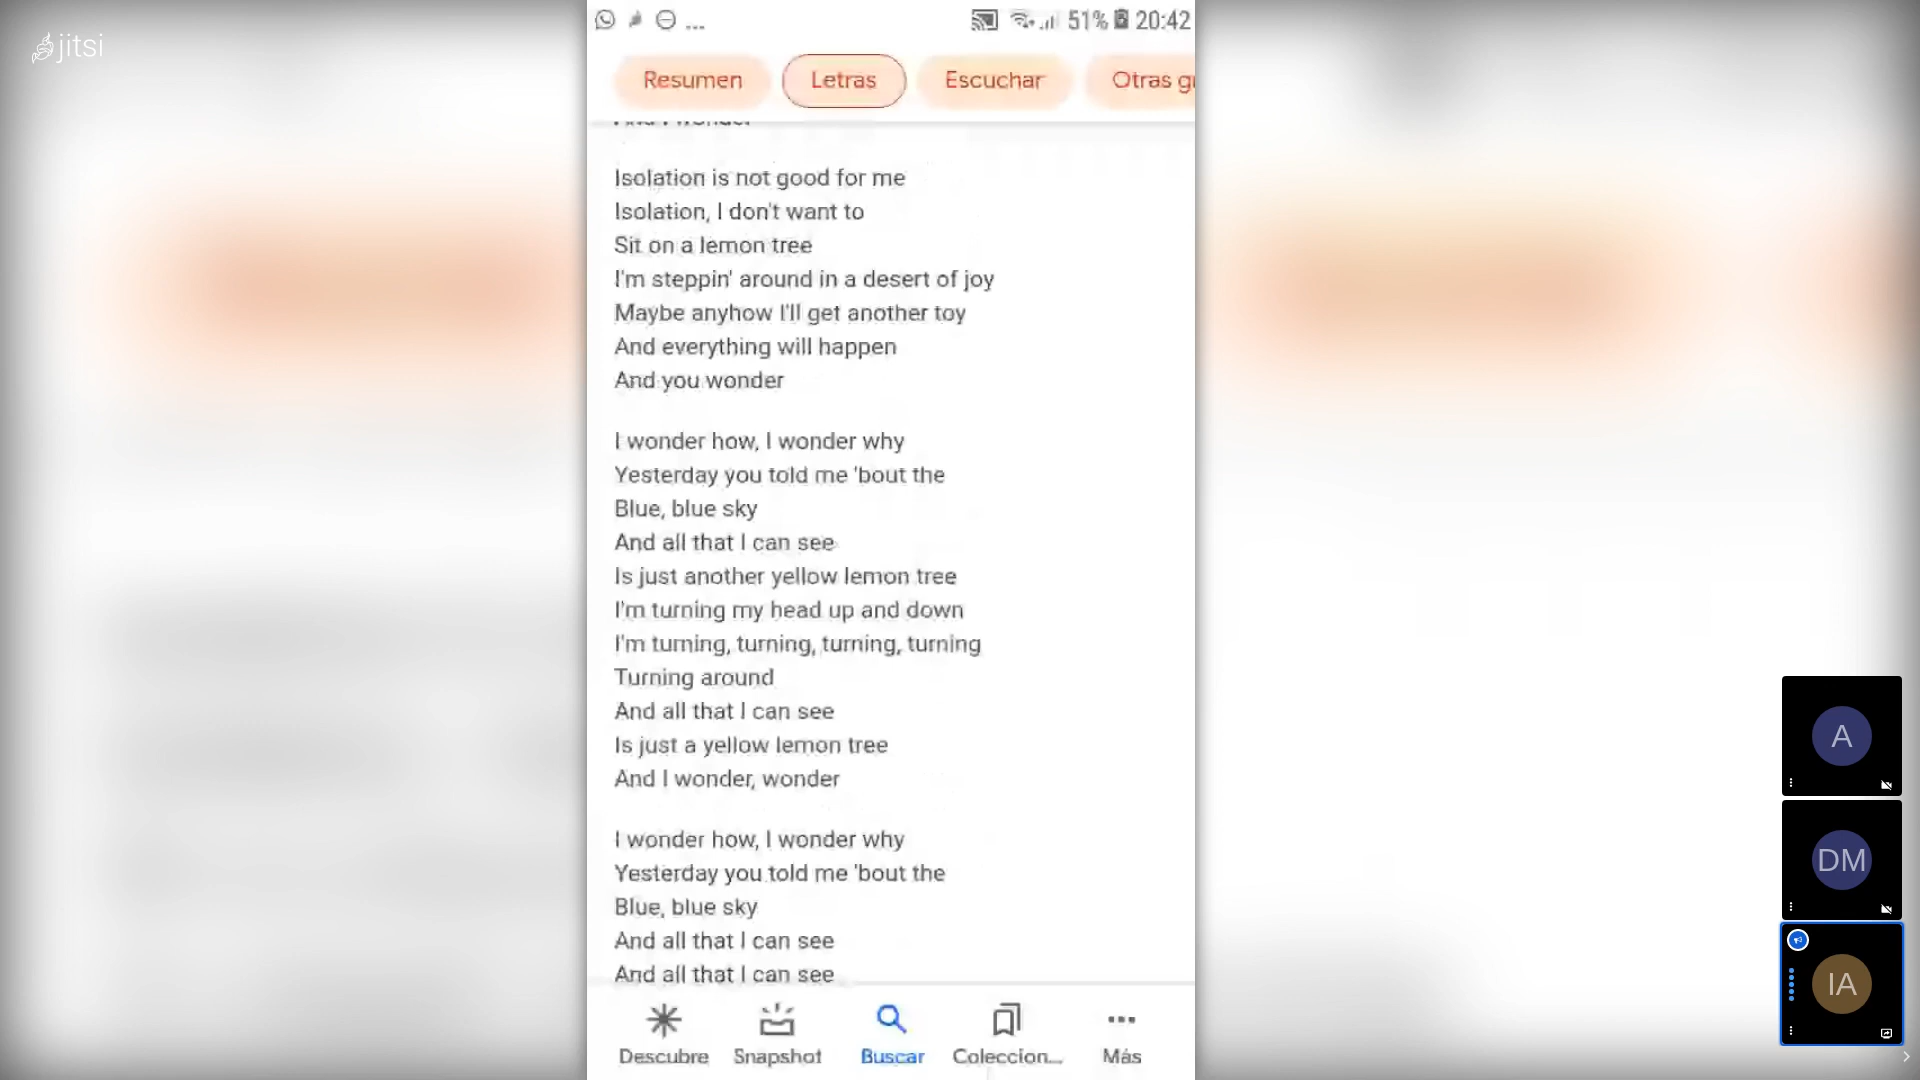 jitsi
... 51% 20:42
Resumen Letras Escuchar Otras gr
And I wonder
Isolation is not good for me
Isolation, I don't want to
Sit on a lemon tree
I'm steppin' around in a desert of joy
Maybe anyhow I'll get another toy
And everything will happen
And you wonder
I wonder how, I wonder why
Yesterday you told me 'bout the
Blue, blue sky
And all that I can see
Is just another yellow lemon tree
I'm turning my head up and down
I'm turning, turning, turning, turning
Turning around
And all that I can see
Is just a yellow lemon tree
And I wonder, wonder
I wonder how, I wonder why
Yesterday you told me 'bout the
Blue, blue sky
And all that I can see
And all that I can see
Descubre Snapshot Buscar Coleccion... Más
A
DM
IA